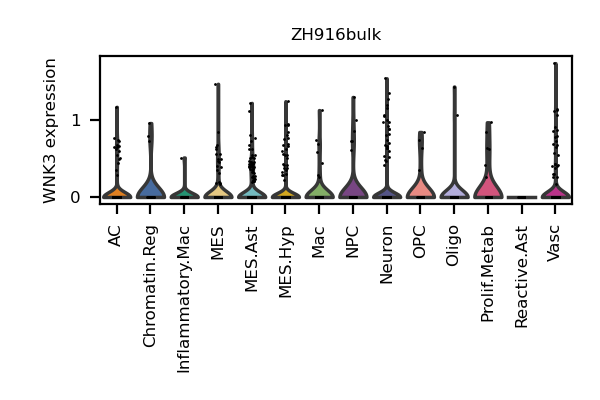 ZH916bulk
WNK3 expression
1
0
AC
Chromatin.Reg
Inflammatory.Mac
MES
MES.Ast
MES.Hyp
Mac
NPC
Neuron
OPC
Oligo
Prolif.Metab
Reactive.Ast
Vasc